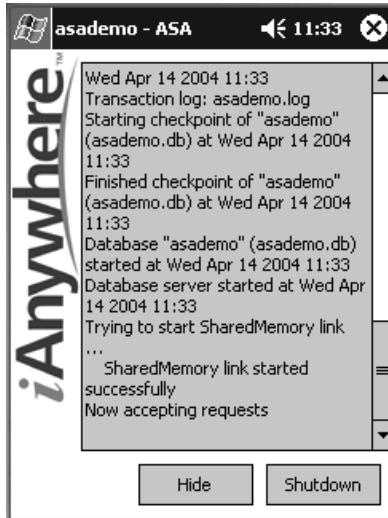 asademo - ASA 11:33
iAnywhere™
Wed Apr 14 2004 11:33
Transaction log: asademo.log
Starting checkpoint of "asademo"
(asademo.db) at Wed Apr 14 2004
11:33
Finished checkpoint of "asademo"
(asademo.db) at Wed Apr 14 2004
11:33
Database "asademo" (asademo.db)
started at Wed Apr 14 2004 11:33
Database server started at Wed Apr
14 2004 11:33
Trying to start SharedMemory link
...
SharedMemory link started
successfully
Now accepting requests
Hide Shutdown